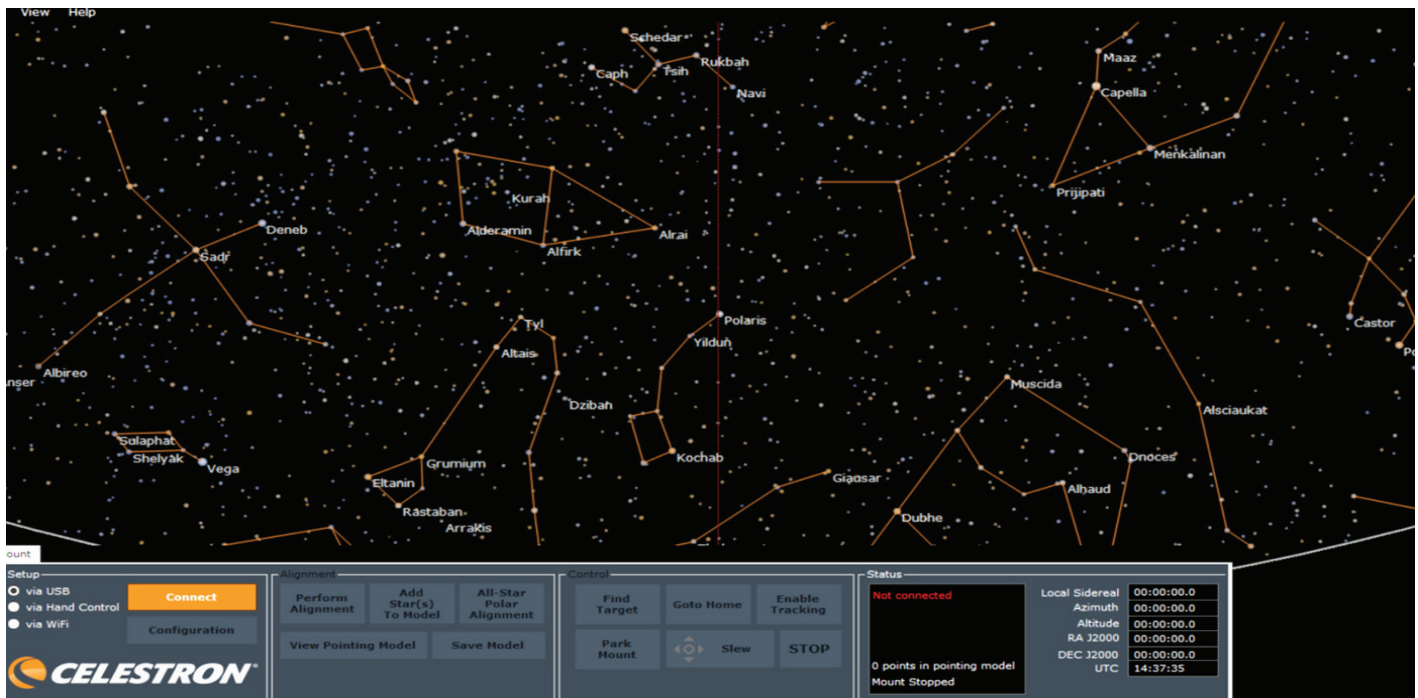 View Help
Schedar
Caph
Tsih
Rukbah
Navi
Maaz
Capella
Menkalinan
Prijipati
Kurah
Alderamin
Alfirk
Alrai
Deneb
Sadr
Polaris
Yildun
Castor
Tyl
Altais
Albireo
Anser
Dzibah
Muscida
Alsciaukat
Sulaphat
Shelyak
Vega
Grumium
Eltanin
Rastaban
Arrakis
Kochab
Giausar
Dnoces
Alhaud
Dubhe
ount
Setup
via USB
via Hand Control
via WiFi
Connect
Configuration
CELESTRON
Alignment
Perform Alignment
Add Star(s) To Model
All-Star Polar Alignment
View Pointing Model
Save Model
Control
Find Target
Goto Home
Enable Tracking
Park Mount
Slew
STOP
Status
Not connected
0 points in pointing model
Mount Stopped
Local Sidereal 00:00:00.0
Azimuth 00:00:00.0
Altitude 00:00:00.0
RA J2000 00:00:00.0
DEC J2000 00:00:00.0
UTC 14:37:35